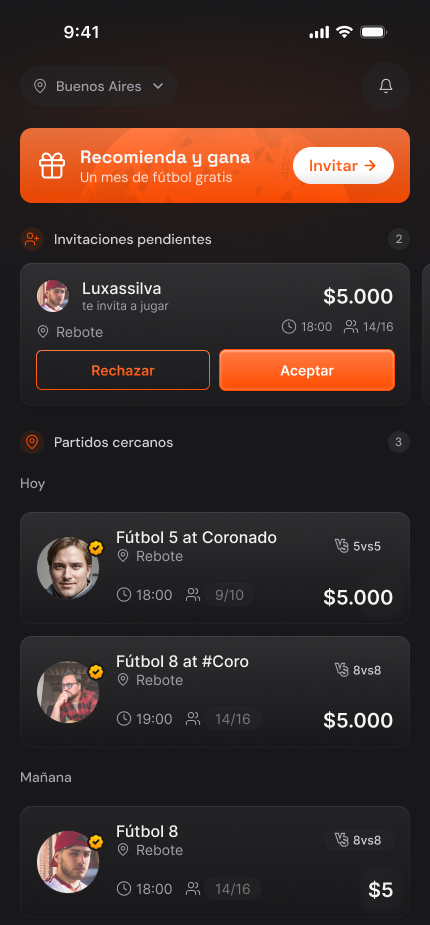 9:41
Buenos Aires
Recomienda y gana
Un mes de fútbol gratis
Invitar →
Invitaciones pendientes
2
Luxassilva
te invita a jugar
$5.000
Rebote
18:00
14/16
Rechazar
Aceptar
Partidos cercanos
3
Hoy
Fútbol 5 at Coronado
Rebote
5vs5
18:00
9/10
$5.000
Fútbol 8 at #Coro
Rebote
8vs8
19:00
14/16
$5.000
Mañana
Fútbol 8
Rebote
8vs8
18:00
14/16
$5